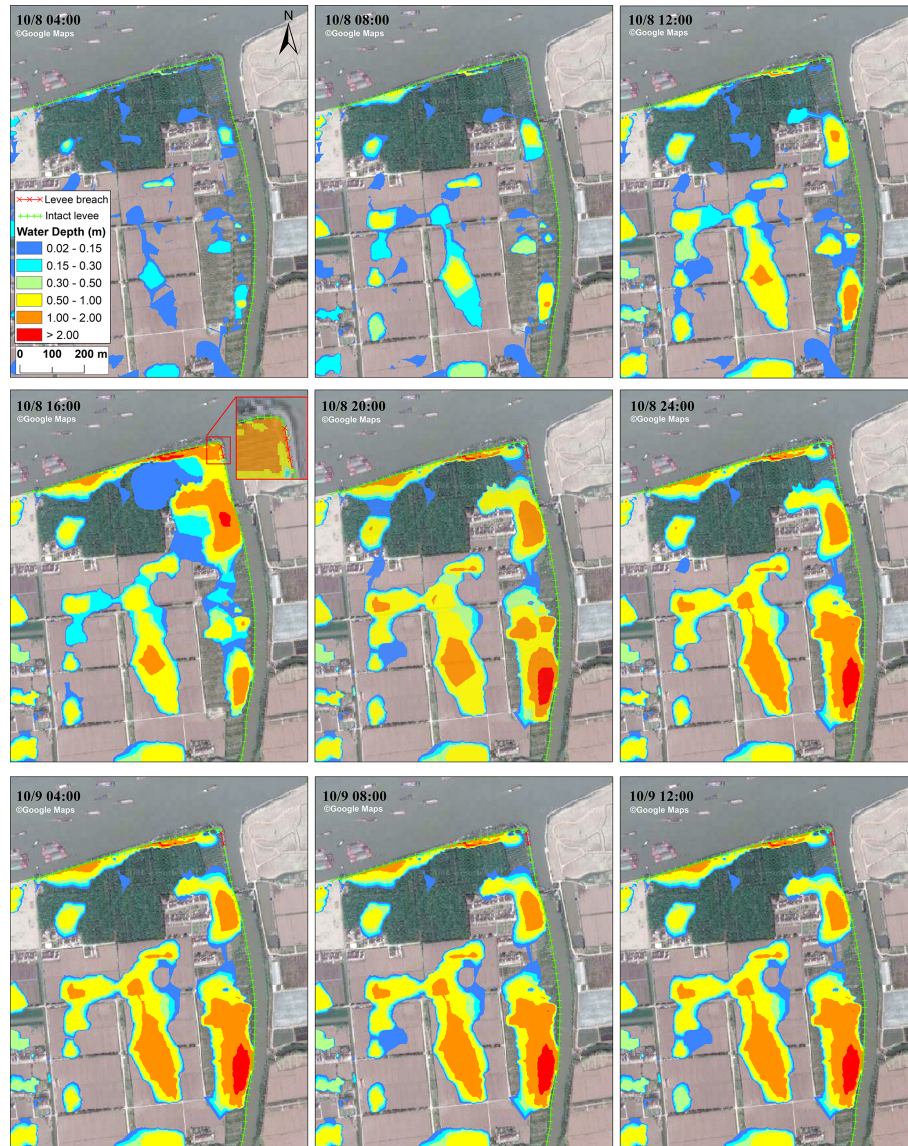 10/8 04:00
©Google Maps
N
Levee breach
Intact levee
Water Depth (m)
0.02 - 0.15
0.15 - 0.30
0.30 - 0.50
0.50 - 1.00
1.00 - 2.00
> 2.00
0 100 200 m
10/8 08:00
©Google Maps
10/8 12:00
©Google Maps
10/8 16:00
©Google Maps
10/8 20:00
©Google Maps
10/8 24:00
©Google Maps
10/9 04:00
©Google Maps
10/9 08:00
©Google Maps
10/9 12:00
©Google Maps